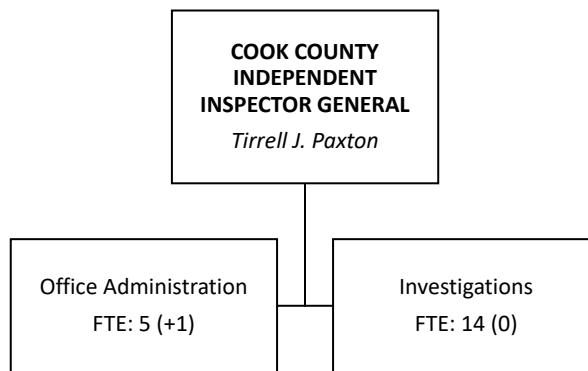 COOK COUNTY
INDEPENDENT
INSPECTOR GENERAL
Tirrell J. Paxton
Office Administration
FTE: 5 (+1)
Investigations
FTE: 14 (0)